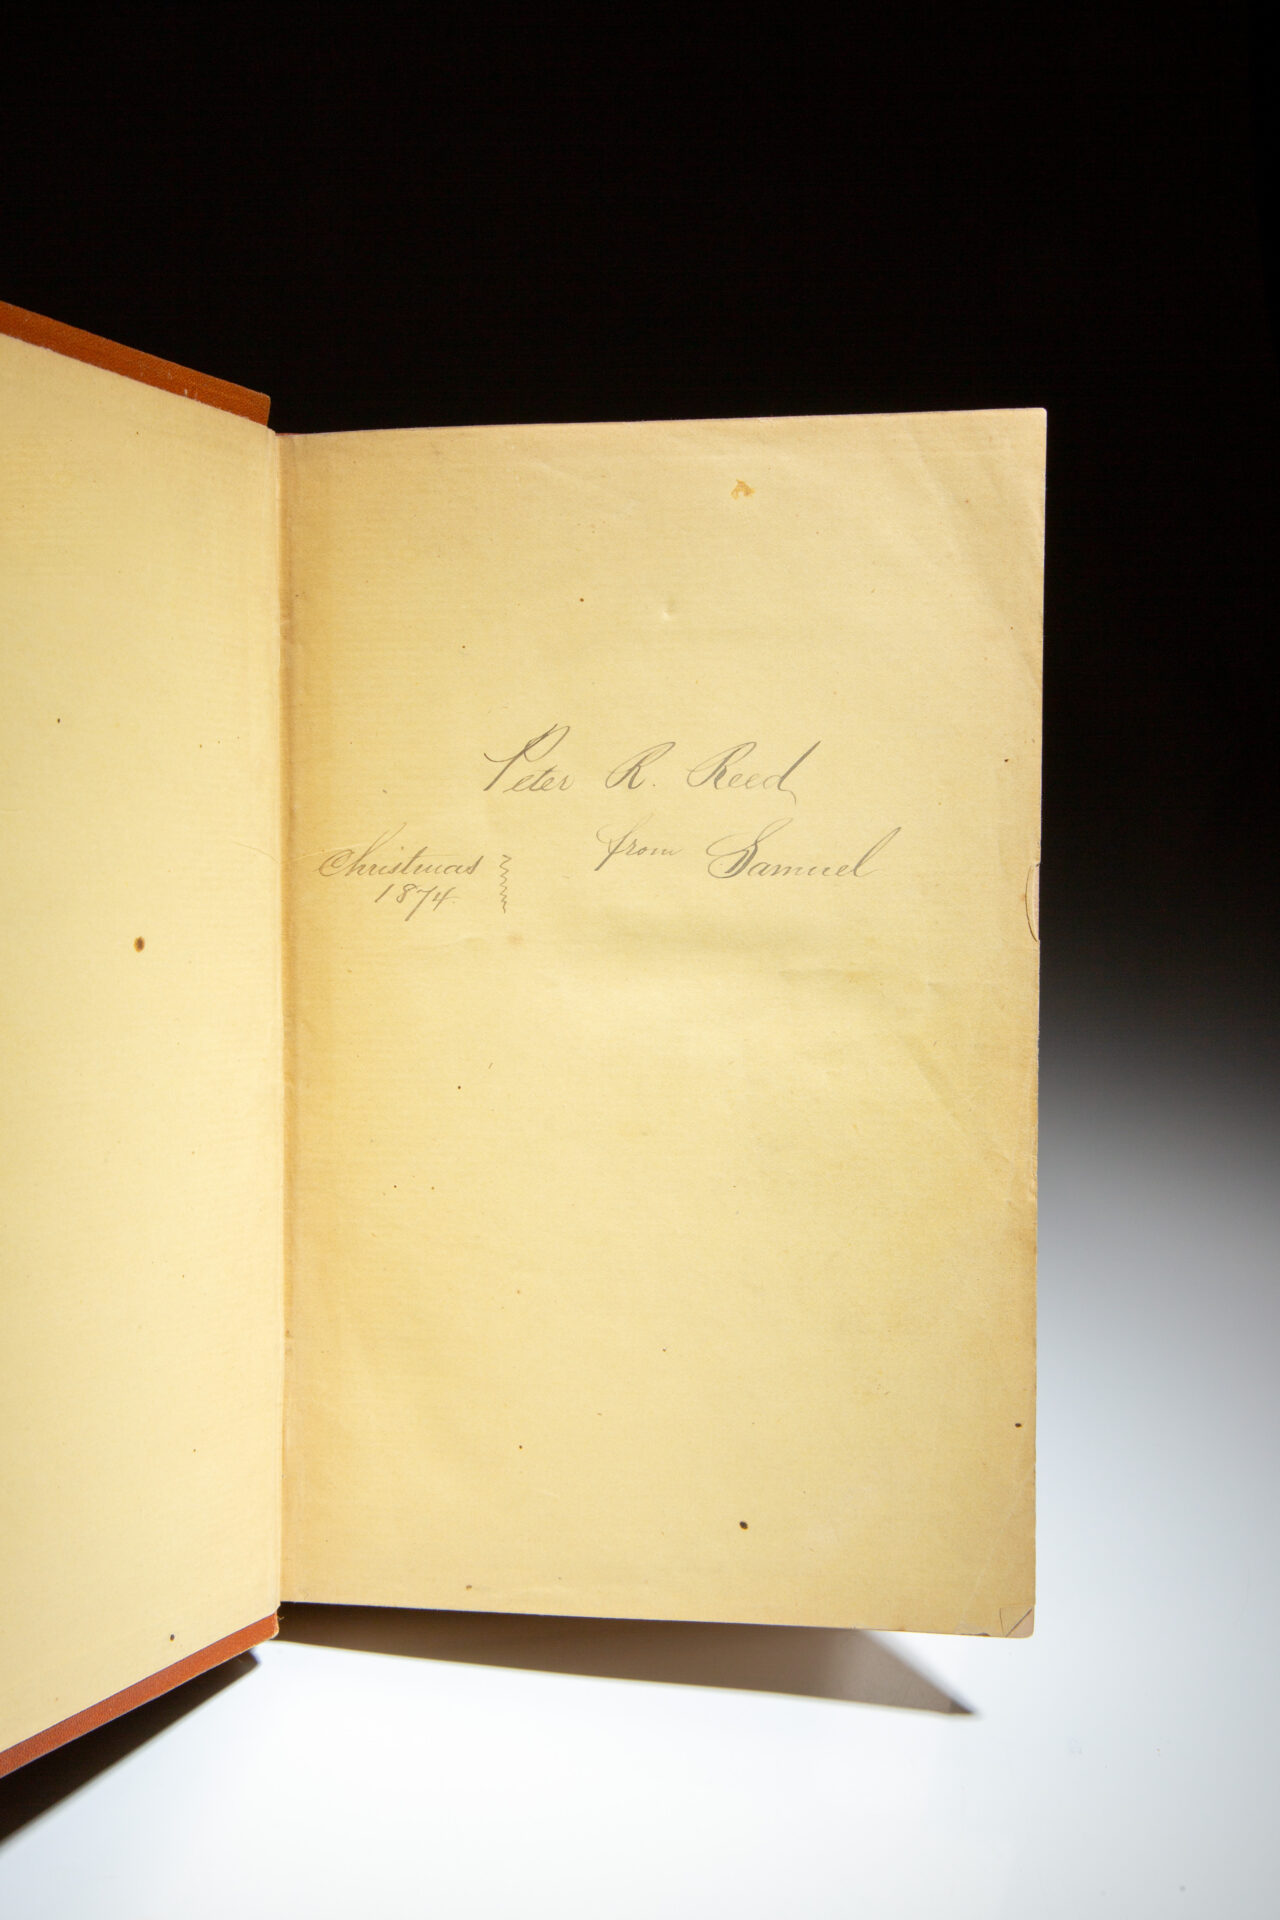 Peter R. Reed
from Samuel
Christmas
1874